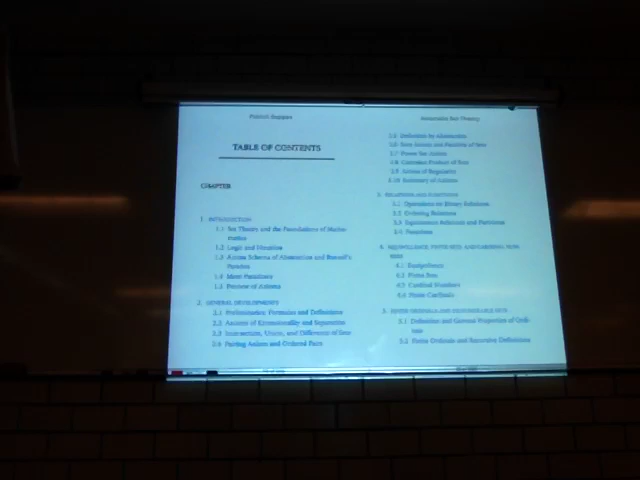 Patrick Suppes
TABLE OF CONTENTS
CHAPTER
1. INTRODUCTION
1.1 Set Theory and the Foundations of Mathe-
matics
1.2 Logic and Notation
1.3 Axiom Schema of Abstraction and Russell's
Paradox
1.4 More Paradoxes
1.5 Preview of Axioms
2. GENERAL DEVELOPMENTS
2.1 Preliminaries: Formulas and Definitions
2.2 Axioms of Extensionality and Separation
2.3 Intersection, Union, and Difference of Sets
2.4 Pairing Axiom and Ordered Pairs
Axiomatic Set Theory
2.5 Definition by Abstraction
2.6 Sum Axiom and Families of Sets
2.7 Power Set Axiom
2.8 Cartesian Product of Sets
2.9 Axiom of Regularity
2.10 Summary of Axioms
3. RELATIONS AND FUNCTIONS
3.1 Operations on Binary Relations
3.2 Ordering Relations
3.3 Equivalence Relations and Partitions
3.4 Functions
4. EQUIPOLLENCE, FINITE SETS, AND CARDINAL NUM-
BERS
4.1 Equipollence
4.2 Finite Sets
4.3 Cardinal Numbers
4.4 Finite Cardinals
5. FINITE ORDINALS AND DENUMERABLE SETS
5.1 Definition and General Properties of Ordi-
nals
5.2 Finite Ordinals and Recursive Definitions